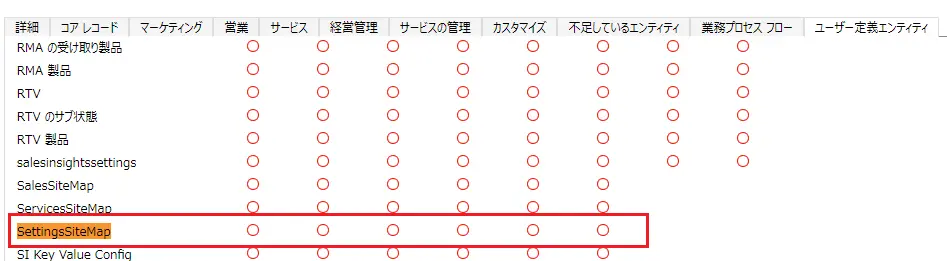 詳細 コア レコード マーケティング 営業 サービス 経営管理 サービスの管理 カスタマイズ 不足しているエンティティ 業務プロセス フロー ユーザー定義エンティティ
RMA の受け取り製品
RMA 製品
RTV
RTV のサブ状態
RTV 製品
salesinsightssettings
SalesSiteMap
ServicesSiteMap
SettingsSiteMap
SI Key Value Config